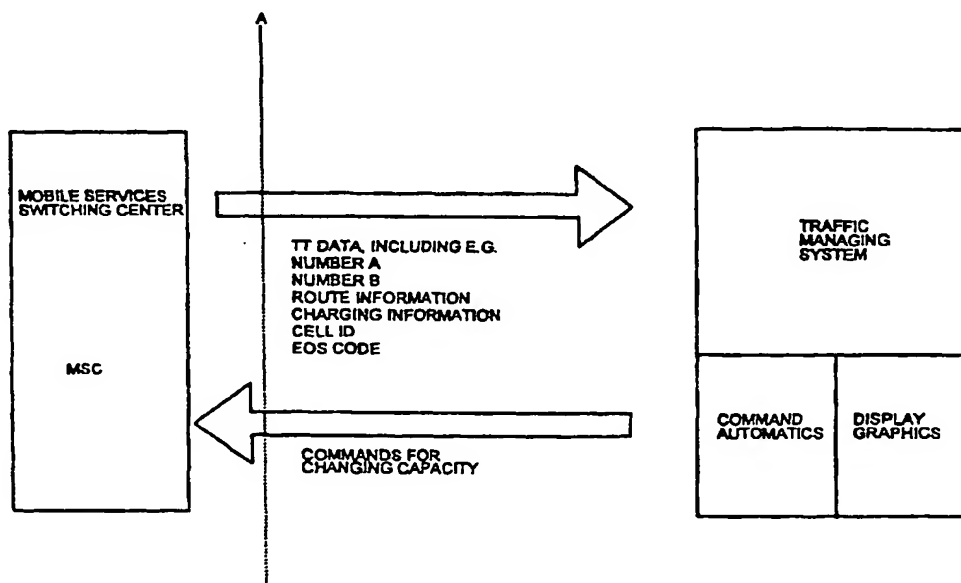 A
MOBILE SERVICES
SWITCHING CENTER
MSC
TT DATA, INCLUDING E.G.
NUMBER A
NUMBER B
ROUTE INFORMATION
CHARGING INFORMATION
CELL ID
EOS CODE
COMMANDS FOR
CHANGING CAPACITY
TRAFFIC
MANAGING
SYSTEM
COMMAND
AUTOMATICS
DISPLAY
GRAPHICS